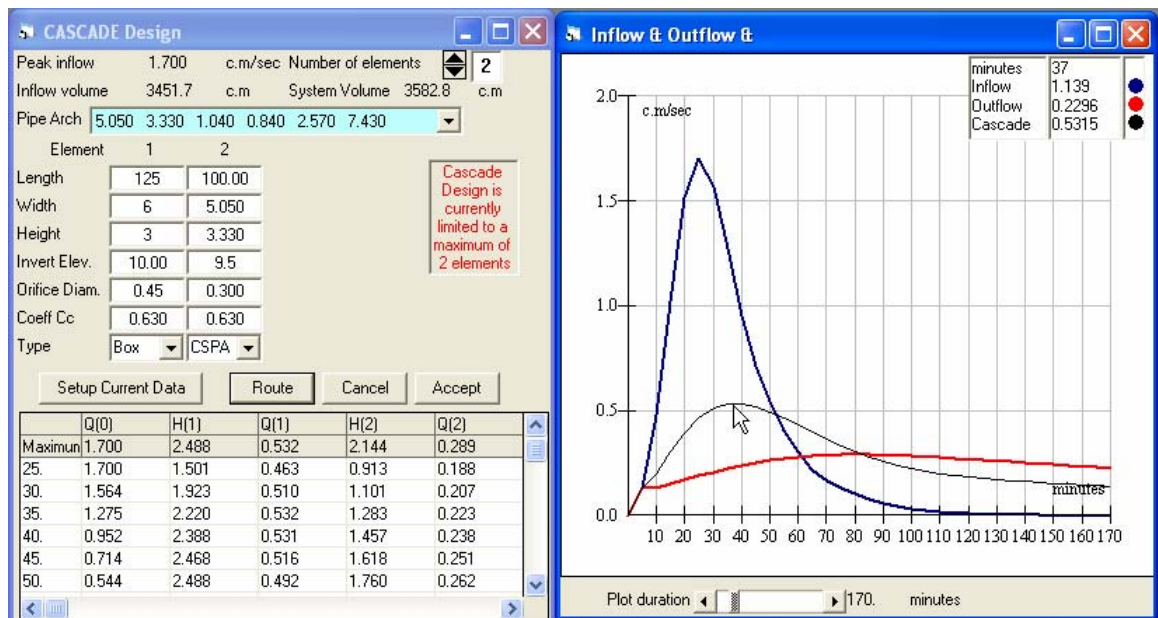 CASCADE Design
Peak inflow 1.700 c.m/sec Number of elements 2
Inflow volume 3451.7 c.m System Volume 3582.8 c.m
Pipe Arch 5.050 3.330 1.040 0.840 2.570 7.430
Element 1 2
Length 125 100.00
Width 6 5.050
Height 3 3.330
Invert Elev. 10.00 9.5
Orifice Diam. 0.45 0.300
Coeff Cc 0.630 0.630
Type Box CSPA
Cascade
Design is
currently
limited to a
maximum of
2 elements
Setup Current Data Route Cancel Accept
Q(0) H(1) Q(1) H(2) Q(2)
Maximun 1.700 2.488 0.532 2.144 0.289
25. 1.700 1.501 0.463 0.913 0.188
30. 1.564 1.923 0.510 1.101 0.207
35. 1.275 2.220 0.532 1.283 0.223
40. 0.952 2.388 0.531 1.457 0.238
45. 0.714 2.468 0.516 1.618 0.251
50. 0.544 2.488 0.492 1.760 0.262
Inflow & Outflow &
minutes 37
Inflow 1.139
Outflow 0.2296
Cascade 0.5315
c.m/sec
2.0
1.5
1.0
0.5
0.0
minutes
10 20 30 40 50 60 70 80 90 100 110 120 130 140 150 160 170
Plot duration 170. minutes